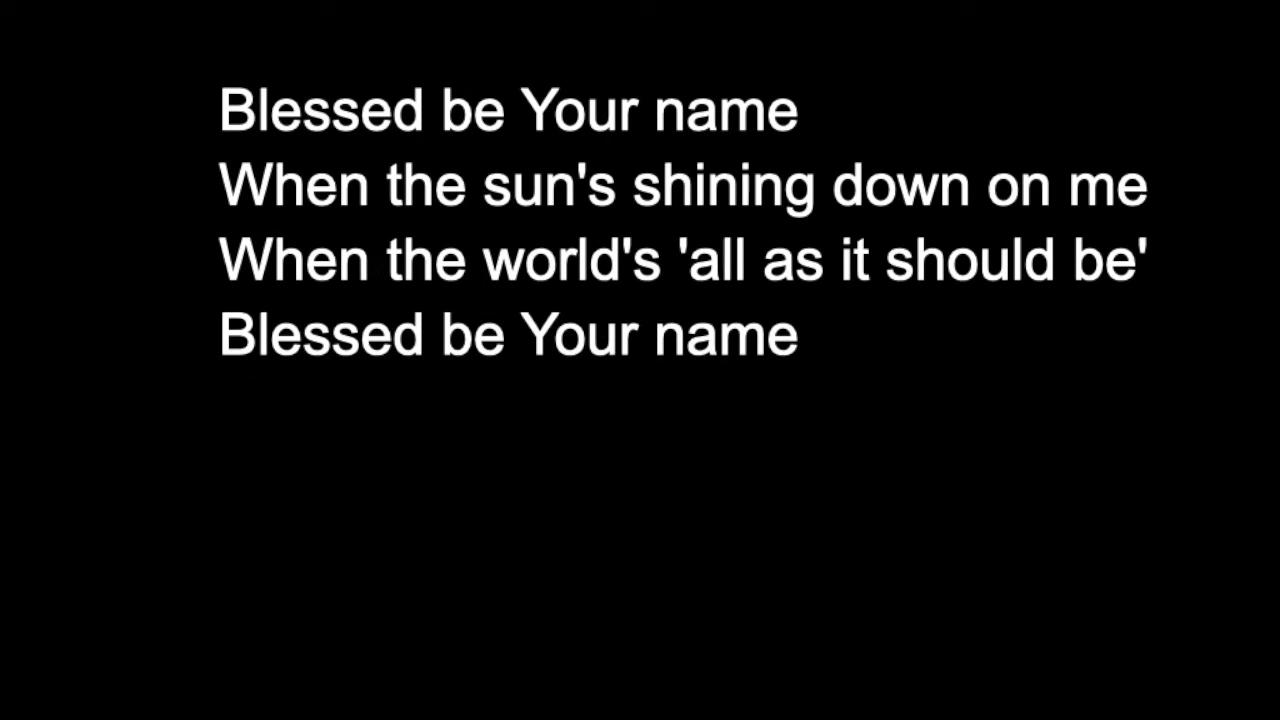 Blessed be Your name
When the sun's shining down on me
When the world's 'all as it should be'
Blessed be Your name